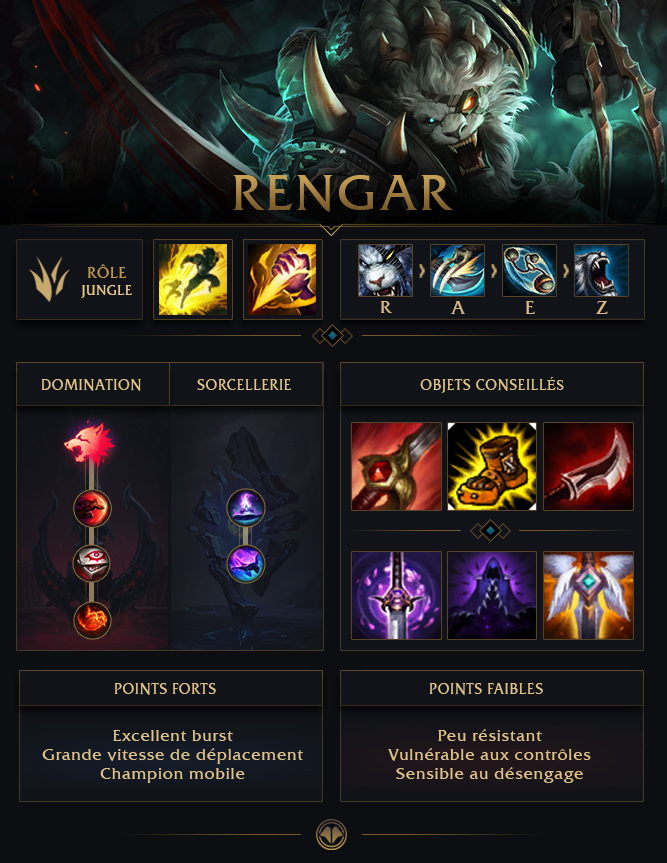 RENGAR
RÔLE
JUNGLE
R
A
E
Z
DOMINATION
SORCELLERIE
OBJETS CONSEILLÉS
POINTS FORTS
Excellent burst
Grande vitesse de déplacement
Champion mobile
POINTS FAIBLES
Peu résistant
Vulnérable aux contrôles
Sensible au désengage